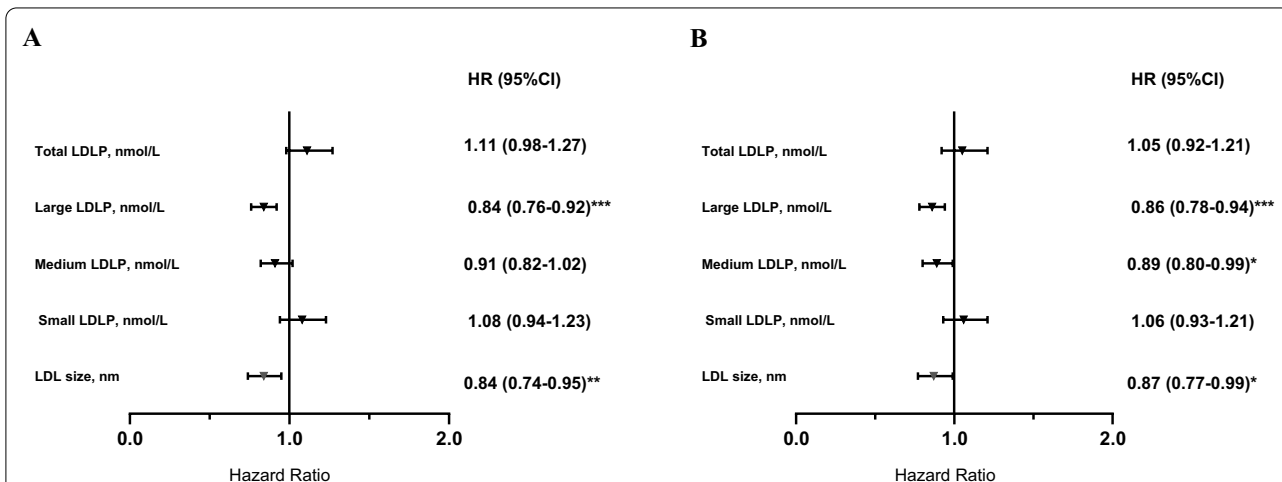 A
HR (95%CI)
Total LDLP, nmol/L 1.11 (0.98-1.27)
Large LDLP, nmol/L 0.84 (0.76-0.92)***
Medium LDLP, nmol/L 0.91 (0.82-1.02)
Small LDLP, nmol/L 1.08 (0.94-1.23)
LDL size, nm 0.84 (0.74-0.95)**
0.0 1.0 2.0
Hazard Ratio
B
HR (95%CI)
Total LDLP, nmol/L 1.05 (0.92-1.21)
Large LDLP, nmol/L 0.86 (0.78-0.94)***
Medium LDLP, nmol/L 0.89 (0.80-0.99)*
Small LDLP, nmol/L 1.06 (0.93-1.21)
LDL size, nm 0.87 (0.77-0.99)*
0.0 1.0 2.0
Hazard Ratio